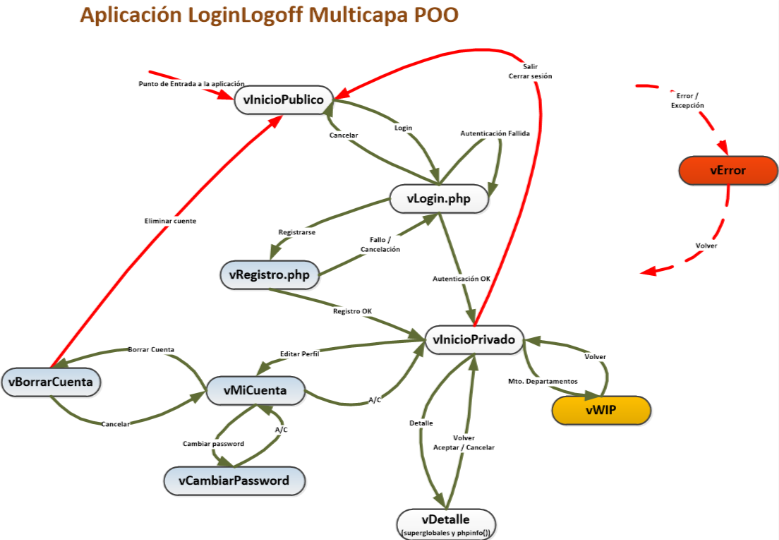 Aplicación LoginLogoff Multicapa POO
Salir
Cerrar sesión
Punto de Entrada a la aplicación
vInicioPublico
Error /
Excepción
Login
Cancelar
Autenticación Fallida
vError
vLogin.php
Eliminar cuente
Registrarse
Fallo /
Cancelación
Volver
vRegistro.php
Autenticación OK
Registro OK
vInicioPrivado
Borrar Cuenta
Editar Perfil
Volver
vBorrarCuenta
vMiCuenta
Mto. Departamentos
A/C
vWIP
Cancelar
Detalle
A/C
Cambiar password
Volver
Aceptar / Cancelar
vCambiarPassword
vDetalle
(superglobales y phpinfo())